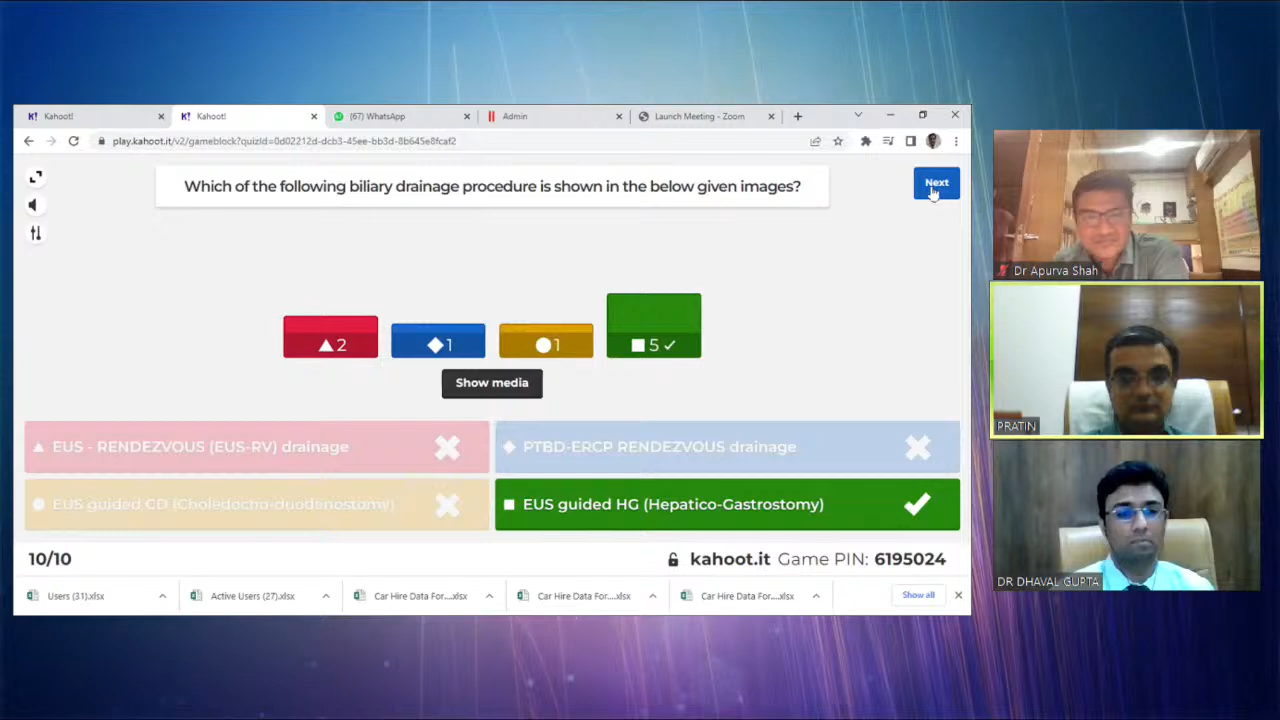 K! Kahoot!
K! Kahoot!
(67) WhatsApp
Admin
Launch Meeting - Zoom
play.kahoot.it/v2/gameblock?quizId=0d02212d-dcb3-45ee-bb3d-8b645e8fcaf2
Which of the following biliary drainage procedure is shown in the below given images?
Next
2
1
1
5
Show media
EUS - RENDEZVOUS (EUS-RV) drainage
PTBD-ERCP RENDEZVOUS drainage
EUS guided CD (Choledocho-duodenostomy)
EUS guided HG (Hepatico-Gastrostomy)
10/10
kahoot.it Game PIN: 6195024
Users (31).xlsx
Active Users (27).xlsx
Car Hire Data For....xlsx
Car Hire Data For....xlsx
Car Hire Data For....xlsx
Show all
Dr Apurva Shah
PRATIN
DR DHAVAL GUPTA